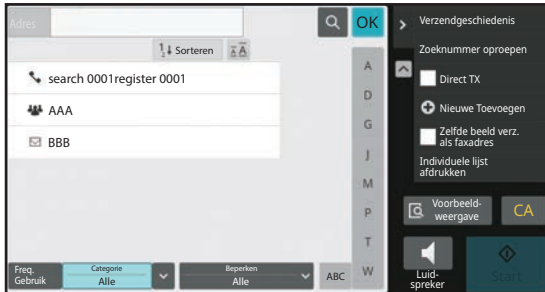 Adres
OK
Sorteren
search 0001register 0001
AAA
BBB
A
D
G
J
M
P
T
W
Freq.
Gebruik
Categorie
Alle
Beperken
Alle
ABC
Verzendgeschiedenis
Zoeknummer oproepen
Direct TX
Nieuwe Toevoegen
Zelfde beeld verz.
als faxadres
Individuele lijst
afdrukken
Voorbeeld-
weergave
CA
Luid-
spreker
Start